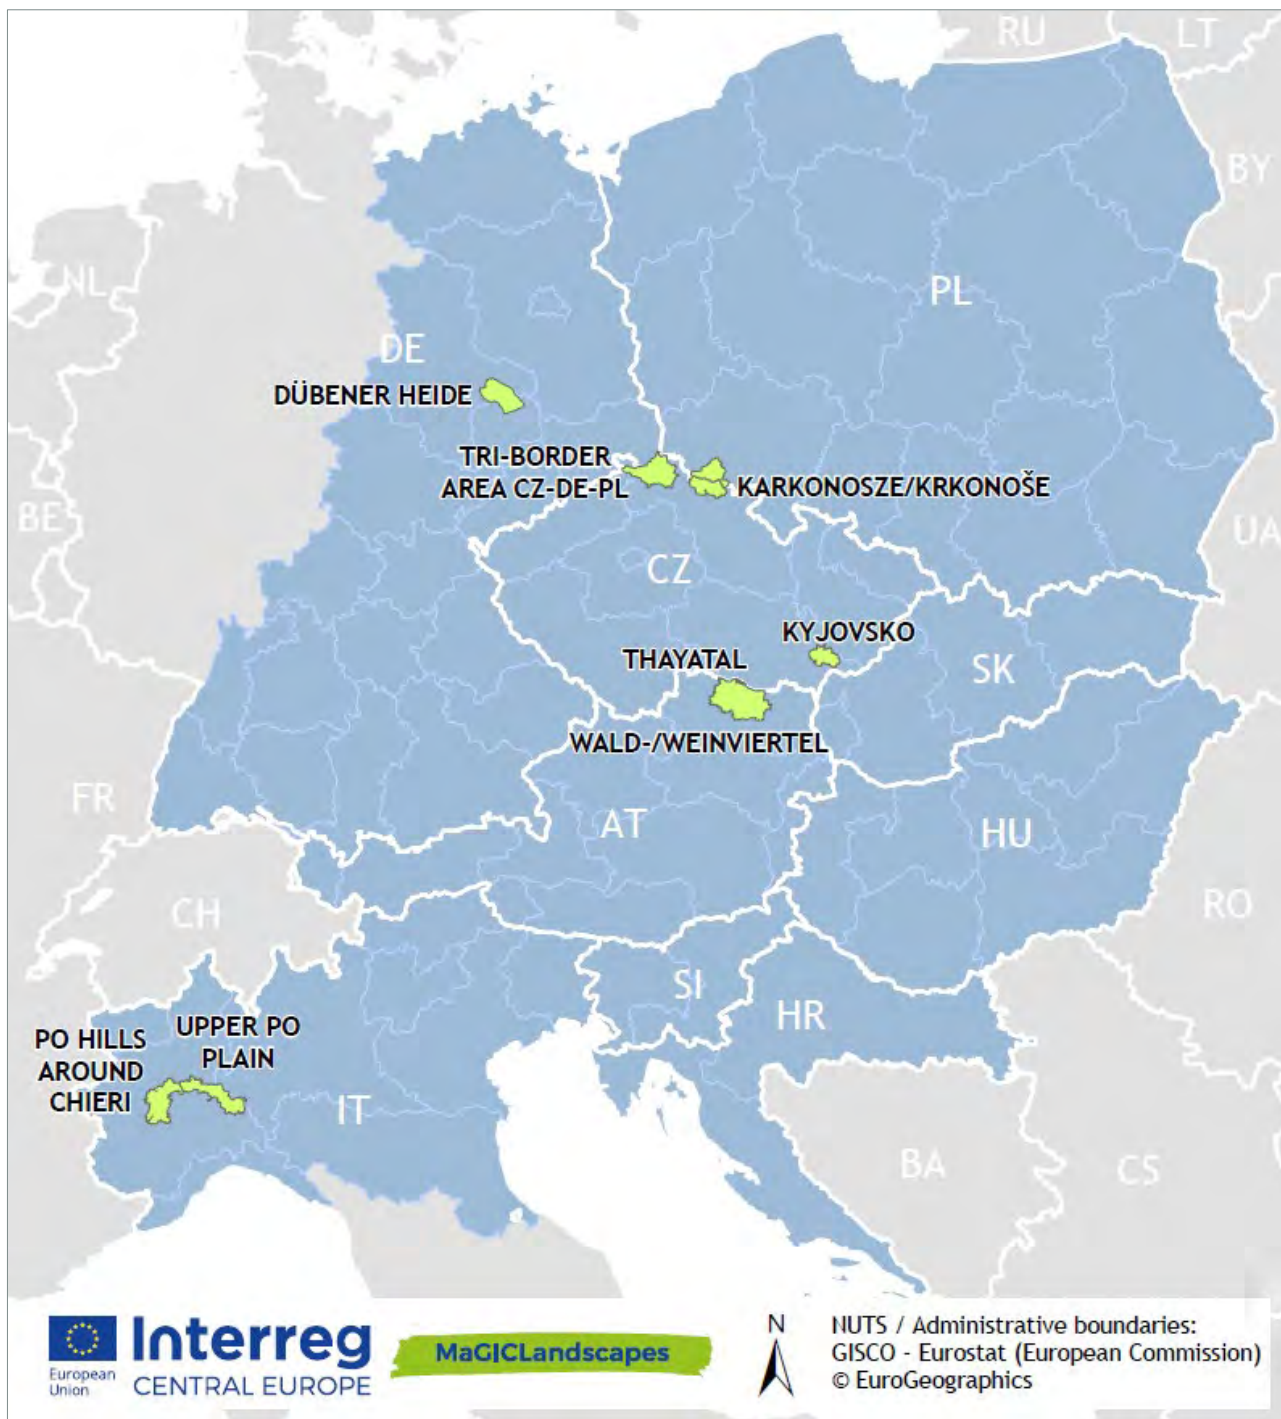 RU
LT
BY
NL
PL
DE
DÜBENER HEIDE
TRI-BORDER
AREA CZ-DE-PL
KARKONOSZE/KRKONOŠE
BE
UA
CZ
KYJOVSKO
THAYATAL
SK
WALD-/WEINVIERTEL
FR
AT
HU
CH
RO
SI
HR
PO HILLS
AROUND
CHIERI
UPPER PO
PLAIN
IT
BA
CS
European
Union
Interreg
CENTRAL EUROPE
MaGICLandscapes
N
NUTS / Administrative boundaries:
GISCO - Eurostat (European Commission)
© EuroGeographics